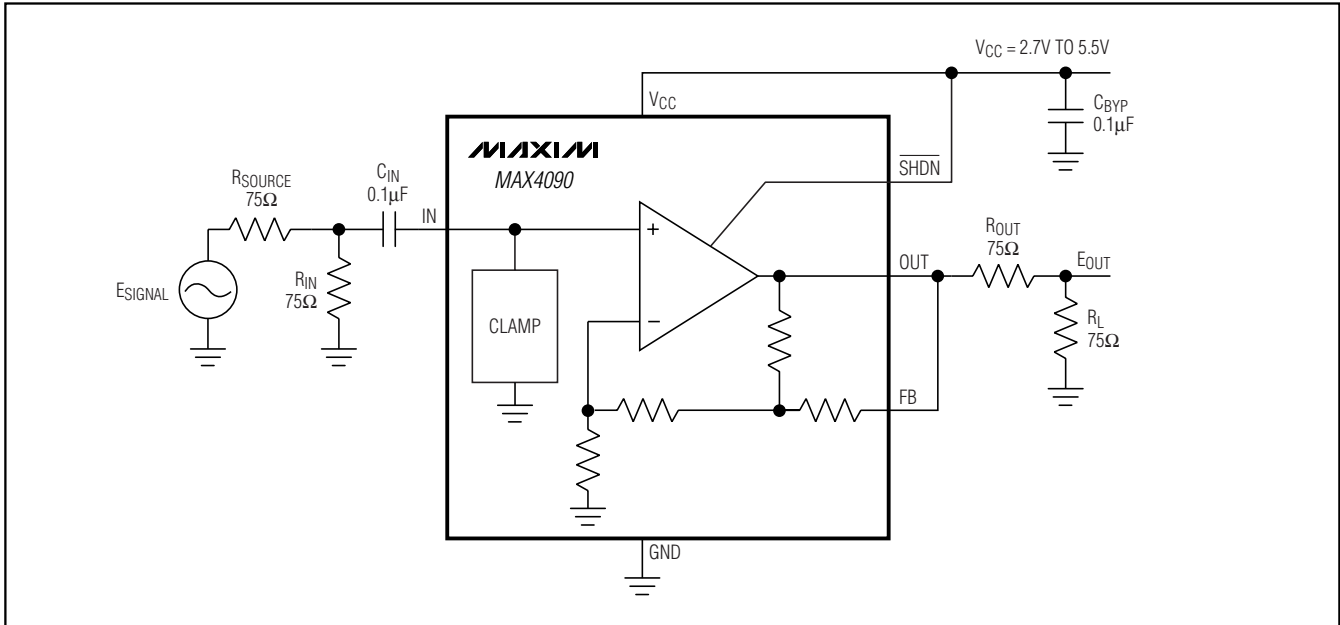 V_CC = 2.7V TO 5.5V
V_CC
C_BYP
0.1µF
MAXIM
MAX4090
SHDN
R_SOURCE
75Ω
C_IN
0.1µF
IN
+
R_OUT
75Ω
OUT
E_OUT
R_IN
75Ω
E_SIGNAL
CLAMP
−
R_L
75Ω
FB
GND